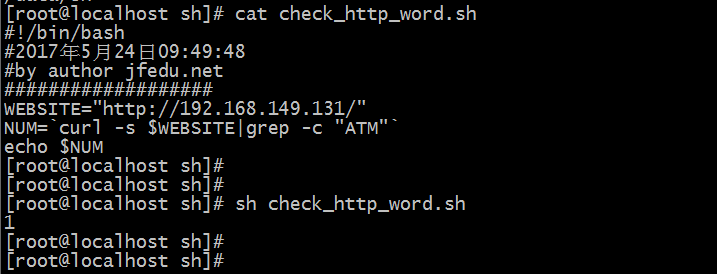 [root@localhost sh]# cat check_http_word.sh
#!/bin/bash
#2017年5月24日09:49:48
#by author jfedu.net
###################
WEBSITE="http://192.168.149.131/"
NUM=`curl -s $WEBSITE|grep -c "ATM"`
echo $NUM
[root@localhost sh]#
[root@localhost sh]#
[root@localhost sh]# sh check_http_word.sh
1
[root@localhost sh]#
[root@localhost sh]#